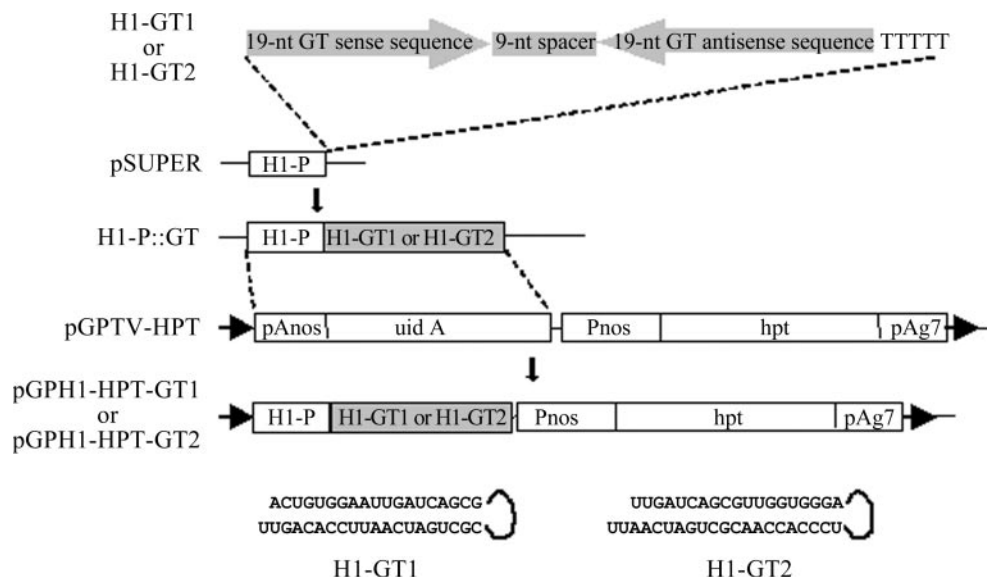 H1-GT1
or
H1-GT2
19-nt GT sense sequence 9-nt spacer 19-nt GT antisense sequence TTTTT
pSUPER H1-P
H1-P::GT H1-P H1-GT1 or H1-GT2
pGPTV-HPT pAnos uid A Pnos hpt pAg7
pGPH1-HPT-GT1
or
pGPH1-HPT-GT2
H1-P H1-GT1 or H1-GT2 Pnos hpt pAg7
ACUGUGGAAUUGAUCAGCG
UUGACACCUUAACUAGUCGC
H1-GT1
UUGAUCAGCGUUGGUGGGA
UUAACUAGUCGCAACCACCCU
H1-GT2